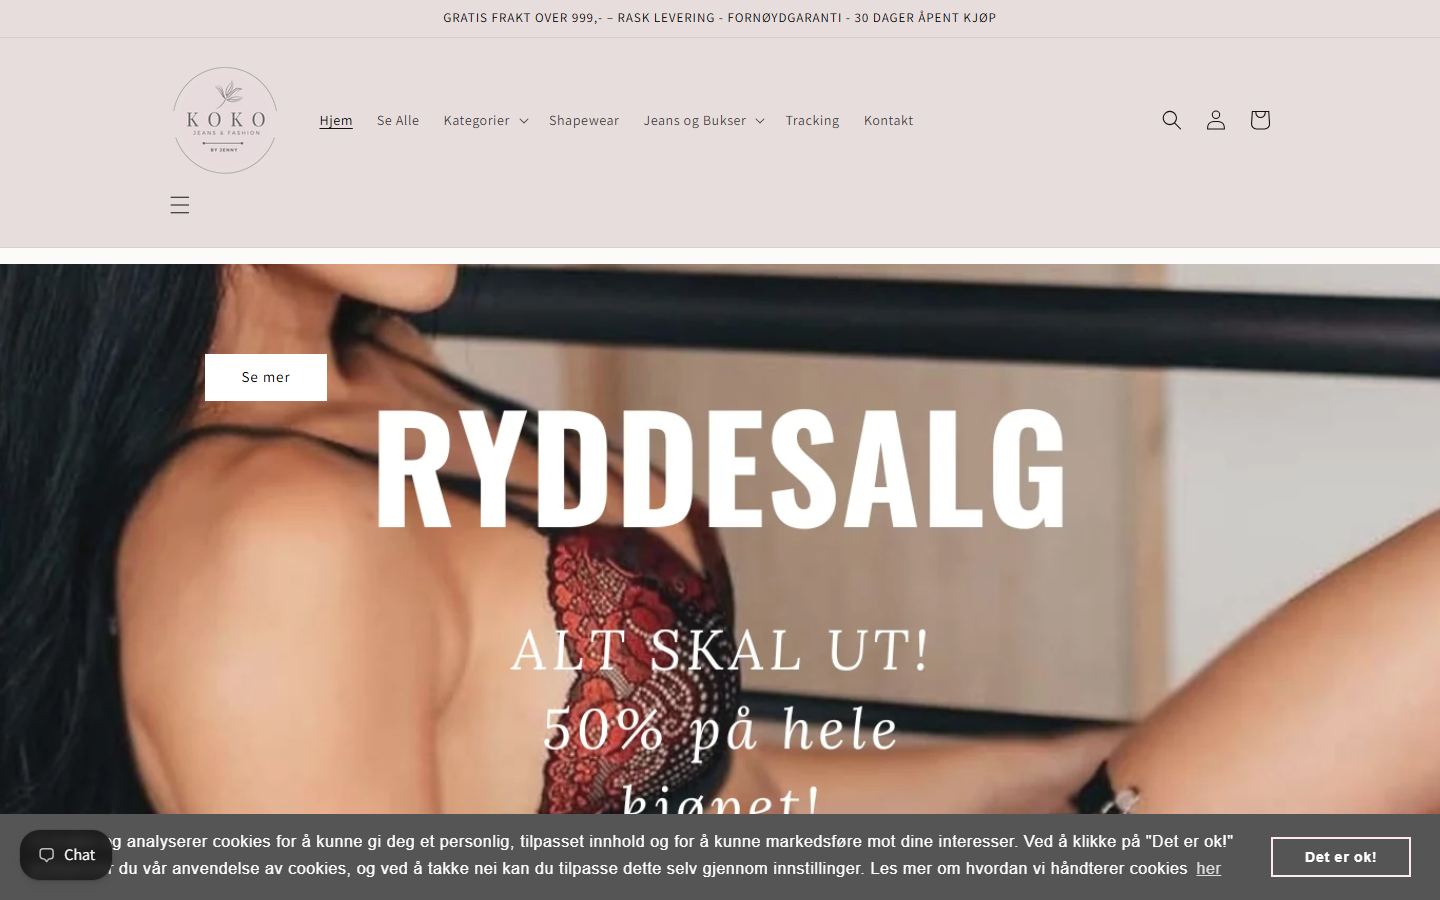 GRATIS FRAKT OVER 999,- – RASK LEVERING - FORNØYDGARANTI - 30 DAGER ÅPENT KJØP
KOKO
JEANS & FASHION
BY JENNY
Hjem
Se Alle
Kategorier
Shapewear
Jeans og Bukser
Tracking
Kontakt
Se mer
RYDDESALG
ALT SKAL UT!
50% på hele
kjøpet!
analyserer cookies for å kunne gi deg et personlig, tilpasset innhold og for å kunne markedsføre mot dine interesser. Ved å klikke på "Det er ok!"
du vår anvendelse av cookies, og ved å takke nei kan du tilpasse dette selv gjennom innstillinger. Les mer om hvordan vi håndterer cookies her
Det er ok!
Chat